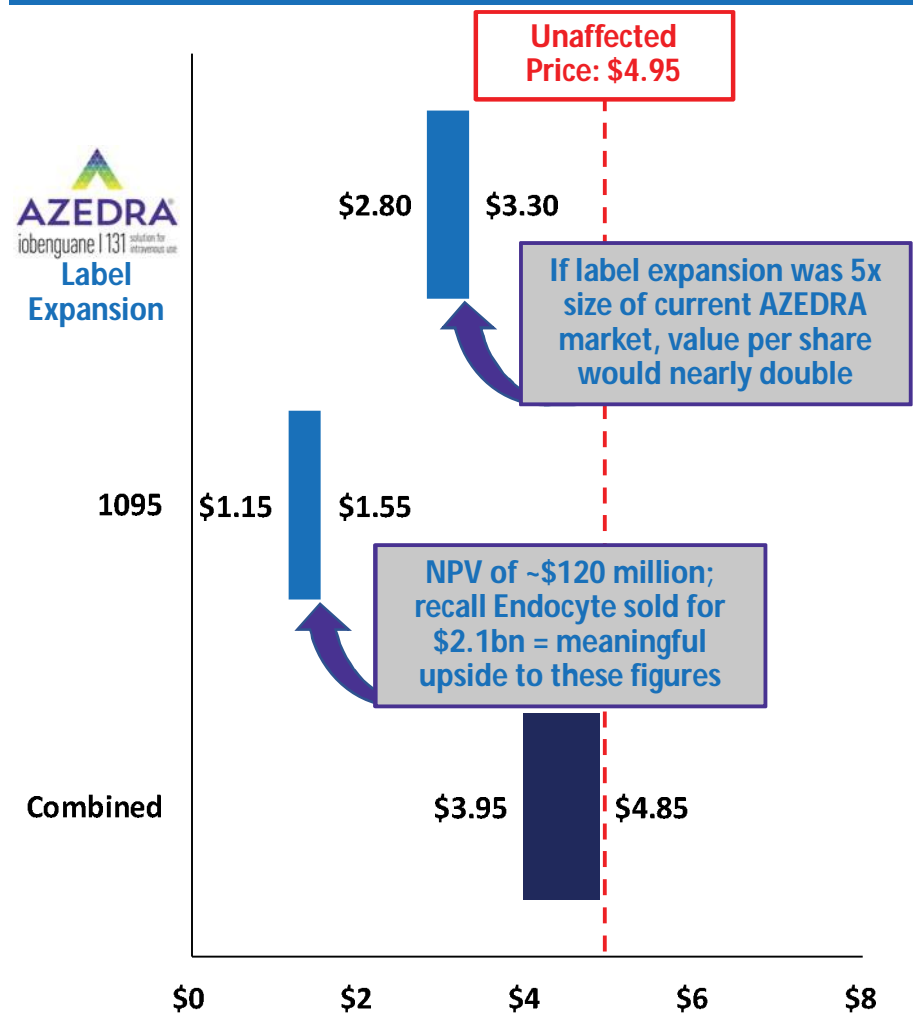 Unaffected
Price: $4.95
AZEDRA®
iobenguane I 131 solution for
intravenous use
Label
Expansion
$2.80
$3.30
If label expansion was 5x
size of current AZEDRA
market, value per share
would nearly double
1095
$1.15
$1.55
NPV of ~$120 million;
recall Endocyte sold for
$2.1bn = meaningful
upside to these figures
Combined
$3.95
$4.85
$0 $2 $4 $6 $8